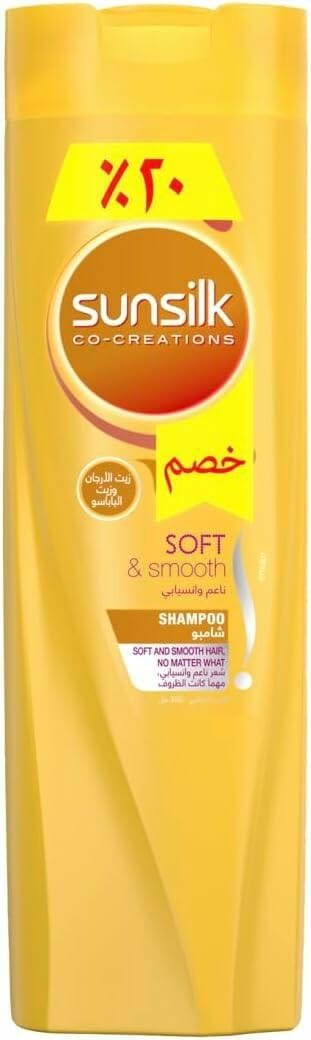 ٢٠٪
sunsilk
CO-CREATIONS
خصم
زيت الأرجان
وزيت
الباباسو
SOFT
& smooth
ناعم وانسيابي
SHAMPOO
شامبو
SOFT AND SMOOTH HAIR,
NO MATTER WHAT
شعر ناعم وانسيابي،
مهما كانت الظروف